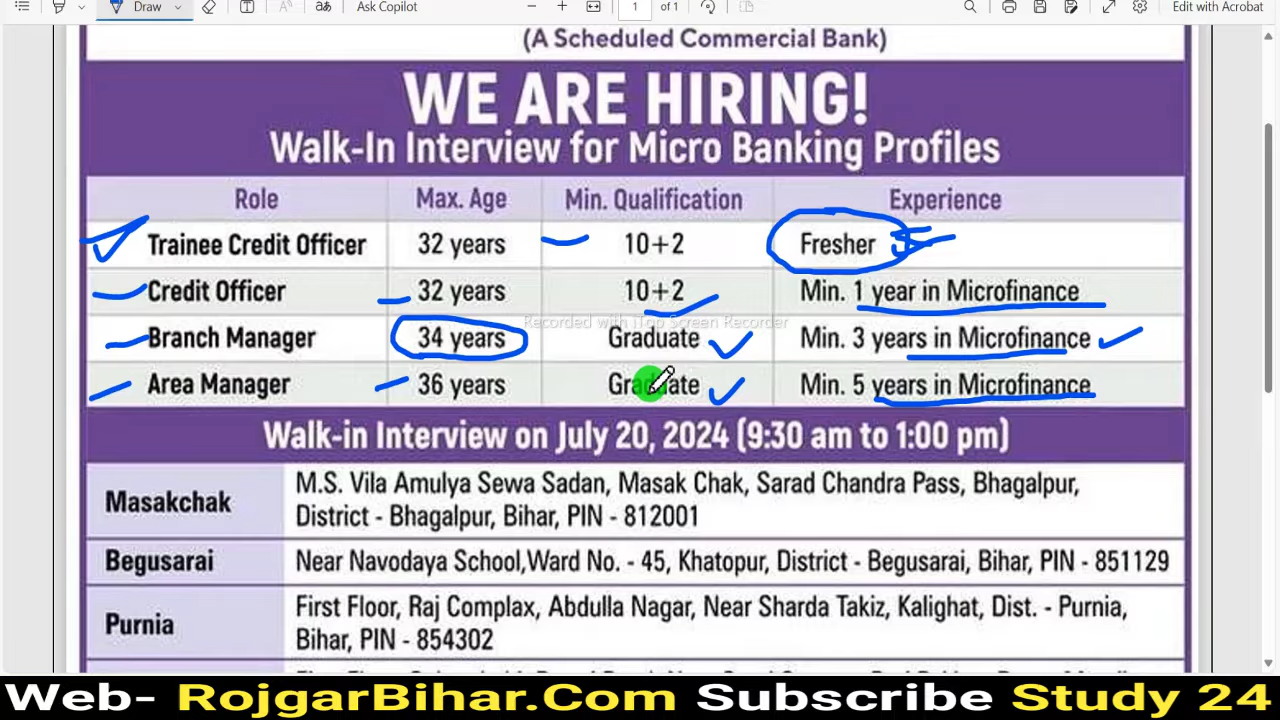 Draw
Ask Copilot
1 of 1
Edit with Acrobat
(A Scheduled Commercial Bank)
WE ARE HIRING!
Walk-In Interview for Micro Banking Profiles
Role Max. Age Min. Qualification Experience
Trainee Credit Officer 32 years 10+2 Fresher
Credit Officer 32 years 10+2 Min. 1 year in Microfinance
Recorded with iTop Screen Recorder
Branch Manager 34 years Graduate Min. 3 years in Microfinance
Area Manager 36 years Graduate Min. 5 years in Microfinance
Walk-in Interview on July 20, 2024 (9:30 am to 1:00 pm)
Masakchak
M.S. Vila Amulya Sewa Sadan, Masak Chak, Sarad Chandra Pass, Bhagalpur,
District - Bhagalpur, Bihar, PIN - 812001
Begusarai Near Navodaya School,Ward No. - 45, Khatopur, District - Begusarai, Bihar, PIN - 851129
Purnia
First Floor, Raj Complax, Abdulla Nagar, Near Sharda Takiz, Kalighat, Dist. - Purnia,
Bihar, PIN - 854302
Web- RojgarBihar.Com Subscribe Study 24